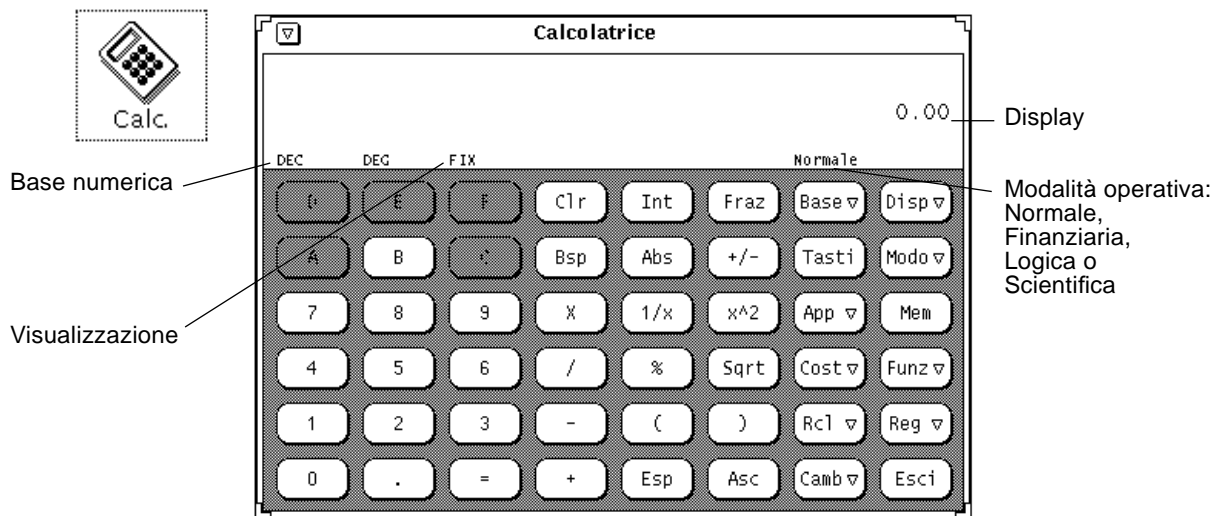 Calc.
Calcolatrice
0.00
Display
DEC DEG FIX Normale
Base numerica
Modalità operativa:
Normale,
Finanziaria,
Logica o
Scientifica
Visualizzazione
D E F Clr Int Fraz Base Disp
A B C Bsp Abs +/- Tasti Modo
7 8 9 X 1/x x^2 App Mem
4 5 6 / % Sqrt Cost Funz
1 2 3 - ( ) Rcl Reg
0 . = + Esp Asc Camb Esci